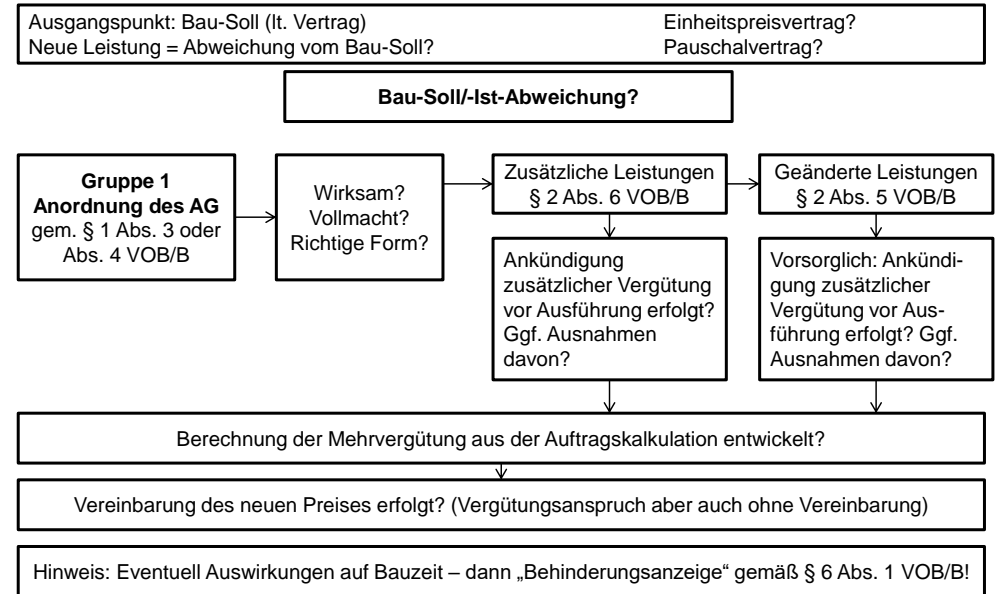 Ausgangspunkt: Bau-Soll (lt. Vertrag) Einheitspreisvertrag?
Neue Leistung = Abweichung vom Bau-Soll? Pauschalvertrag?
Bau-Soll/-Ist-Abweichung?
Gruppe 1
Anordnung des AG
gem. § 1 Abs. 3 oder
Abs. 4 VOB/B
Wirksam?
Vollmacht?
Richtige Form?
Zusätzliche Leistungen
§ 2 Abs. 6 VOB/B
Geänderte Leistungen
§ 2 Abs. 5 VOB/B
Ankündigung
zusätzlicher Vergütung
vor Ausführung erfolgt?
Ggf. Ausnahmen
davon?
Vorsorglich: Ankündi-
gung zusätzlicher
Vergütung vor Aus-
führung erfolgt? Ggf.
Ausnahmen davon?
Berechnung der Mehrvergütung aus der Auftragskalkulation entwickelt?
Vereinbarung des neuen Preises erfolgt? (Vergütungsanspruch aber auch ohne Vereinbarung)
Hinweis: Eventuell Auswirkungen auf Bauzeit – dann „Behinderungsanzeige“ gemäß § 6 Abs. 1 VOB/B!